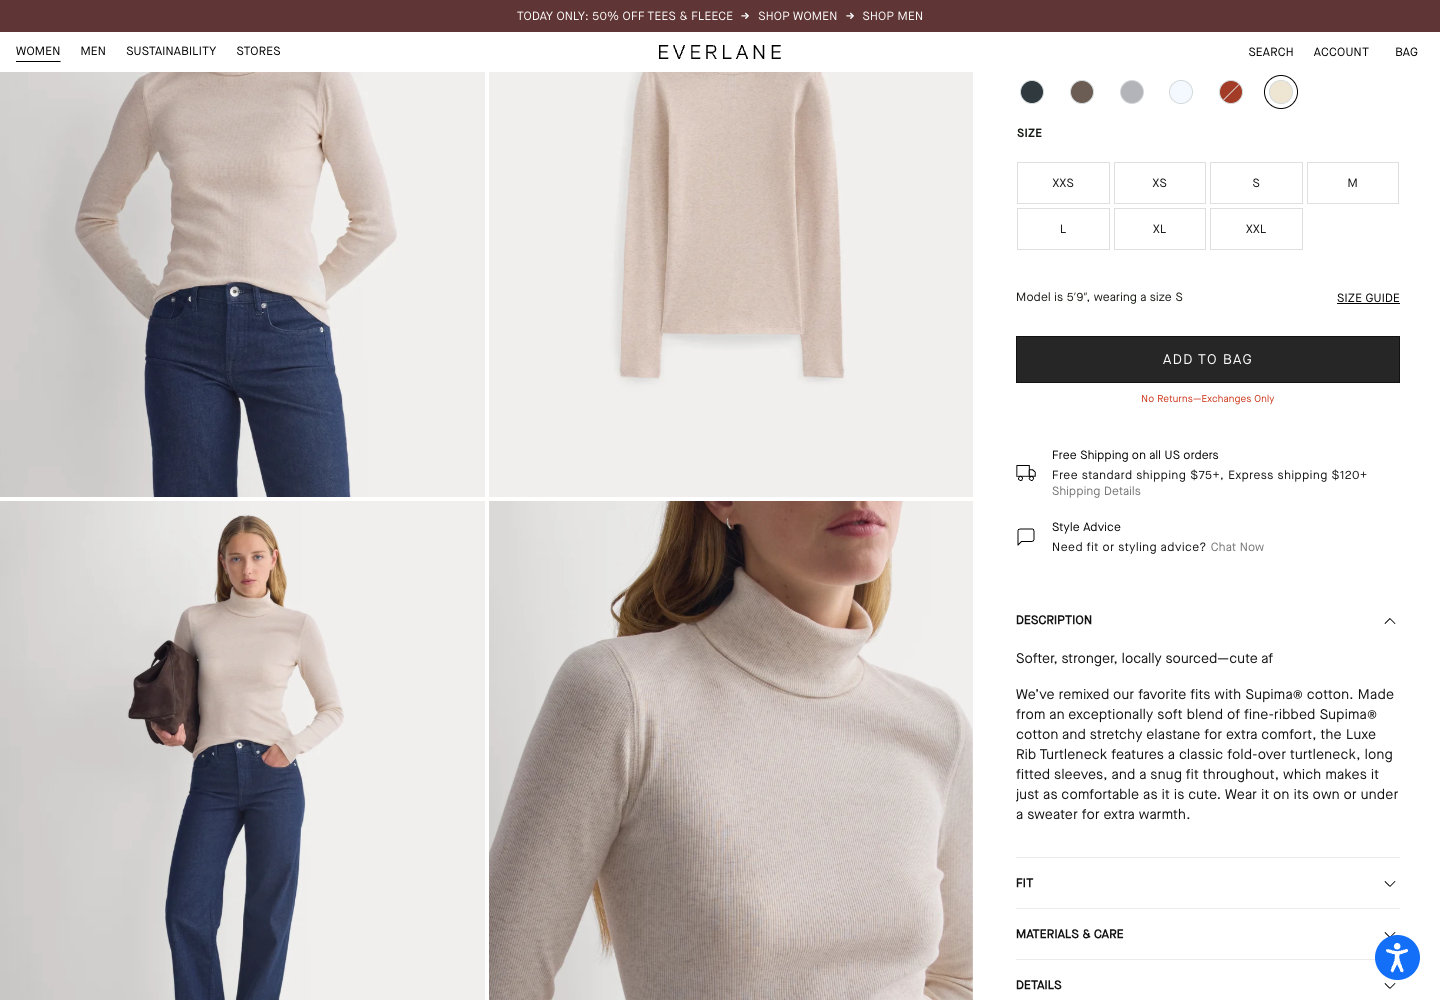 TODAY ONLY: 50% OFF TEES & FLEECE → SHOP WOMEN → SHOP MEN
WOMEN MEN SUSTAINABILITY STORES
EVERLANE
SEARCH ACCOUNT BAG
SIZE
XXS XS S M
L XL XXL
Model is 5′9″, wearing a size S
SIZE GUIDE
ADD TO BAG
No Returns—Exchanges Only
Free Shipping on all US orders
Free standard shipping $75+, Express shipping $120+
Shipping Details
Style Advice
Need fit or styling advice? Chat Now
DESCRIPTION
Softer, stronger, locally sourced—cute af
We’ve remixed our favorite fits with Supima® cotton. Made
from an exceptionally soft blend of fine-ribbed Supima®
cotton and stretchy elastane for extra comfort, the Luxe
Rib Turtleneck features a classic fold-over turtleneck, long
fitted sleeves, and a snug fit throughout, which makes it
just as comfortable as it is cute. Wear it on its own or under
a sweater for extra warmth.
FIT
MATERIALS & CARE
DETAILS